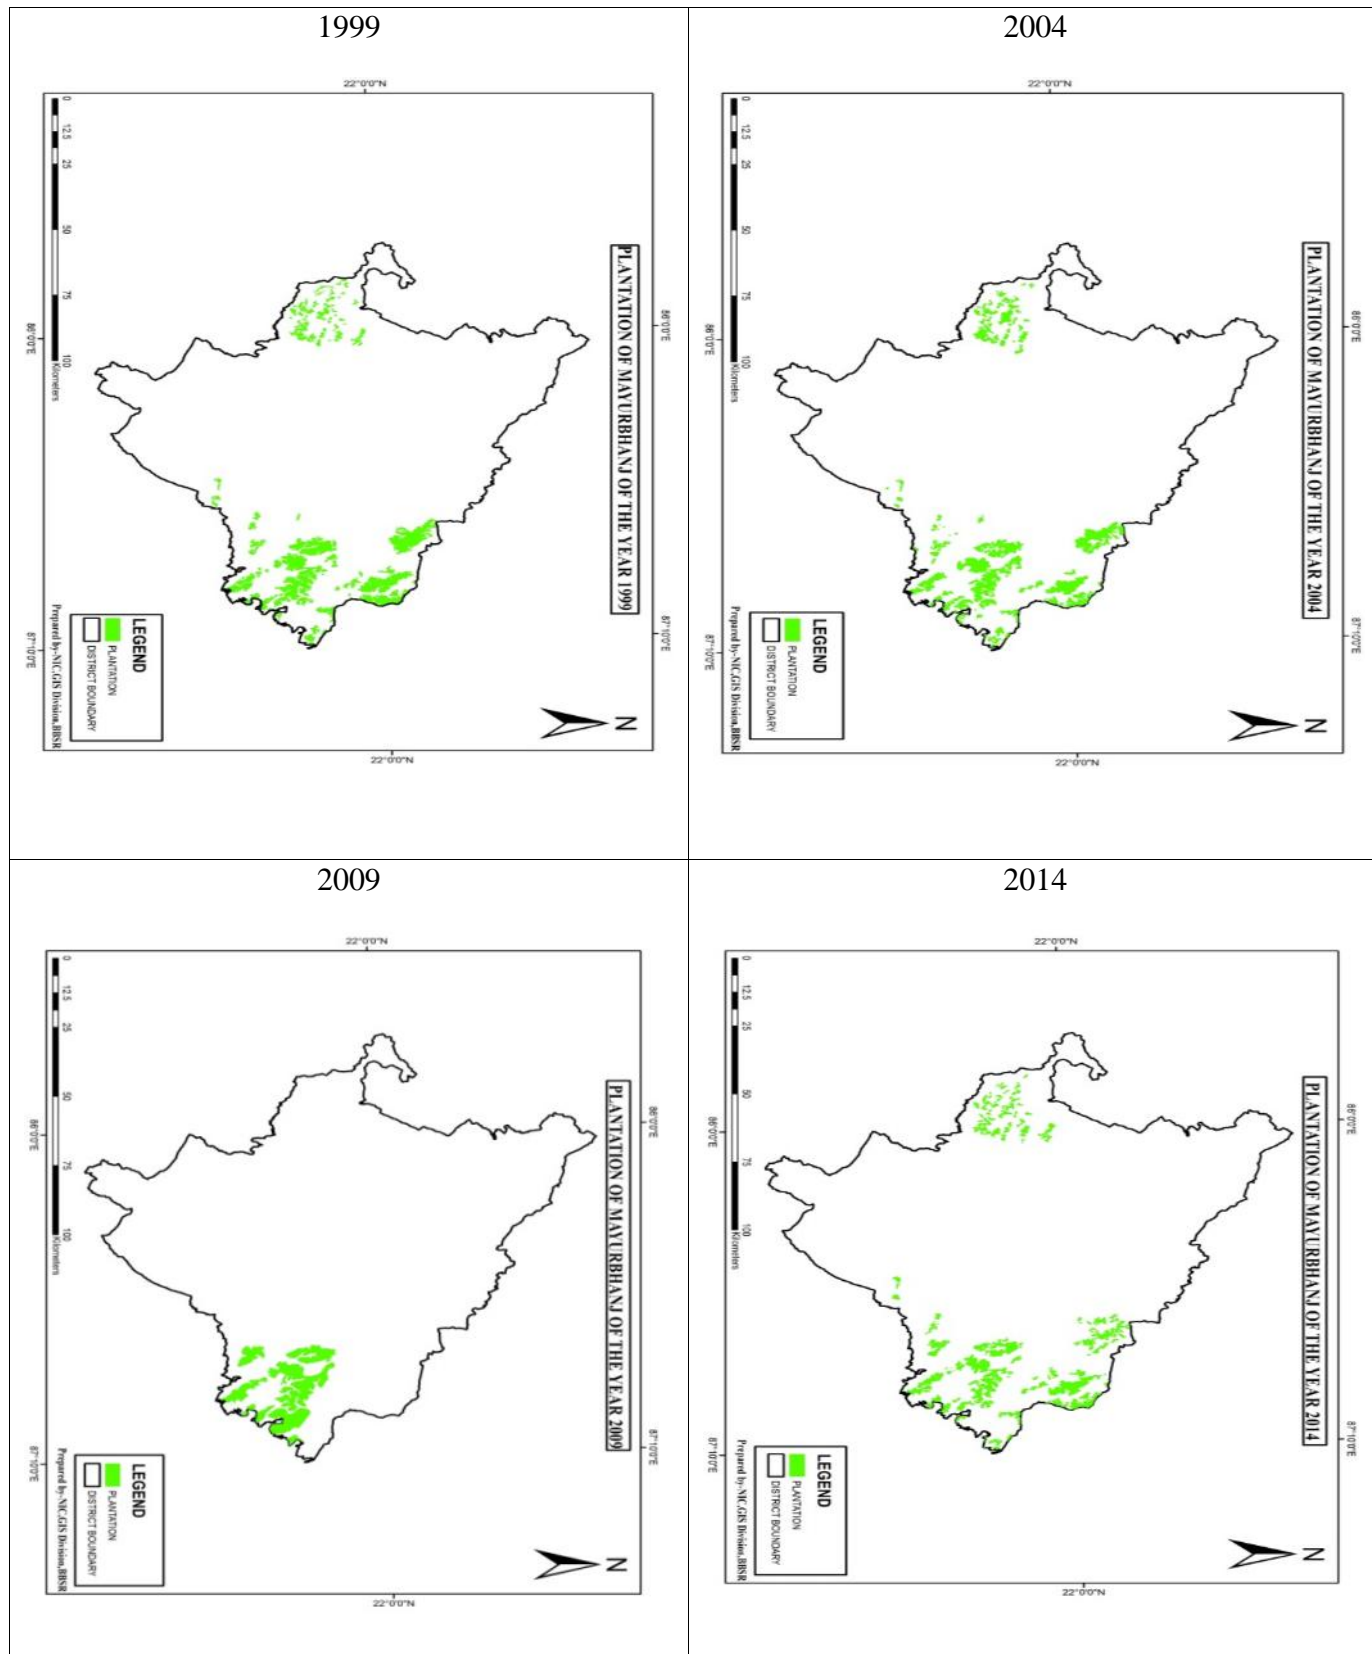 1999
22°0'0"N
PLANTATION OF MAYURBHANJ OF THE YEAR 1999
86°0'0"E
87°10'0"E
N
0 12.5 25 50 75 100
Kilometers
86°0'0"E
87°10'0"E
LEGEND
PLANTATION
DISTRICT BOUNDARY
Prepared by-NIC,GIS Division,BBSR
22°0'0"N
2004
22°0'0"N
PLANTATION OF MAYURBHANJ OF THE YEAR 2004
86°0'0"E
87°10'0"E
N
0 12.5 25 50 75 100
Kilometers
86°0'0"E
87°10'0"E
LEGEND
PLANTATION
DISTRICT BOUNDARY
Prepared by-NIC,GIS Division,BBSR
22°0'0"N
2009
22°0'0"N
PLANTATION OF MAYURBHANJ OF THE YEAR 2009
86°0'0"E
87°10'0"E
N
0 12.5 25 50 75 100
Kilometers
86°0'0"E
87°10'0"E
LEGEND
PLANTATION
DISTRICT BOUNDARY
Prepared by-NIC,GIS Division,BBSR
22°0'0"N
2014
22°0'0"N
PLANTATION OF MAYURBHANJ OF THE YEAR 2014
86°0'0"E
87°10'0"E
N
0 12.5 25 50 75 100
Kilometers
86°0'0"E
87°10'0"E
LEGEND
PLANTATION
DISTRICT BOUNDARY
Prepared by-NIC,GIS Division,BBSR
22°0'0"N